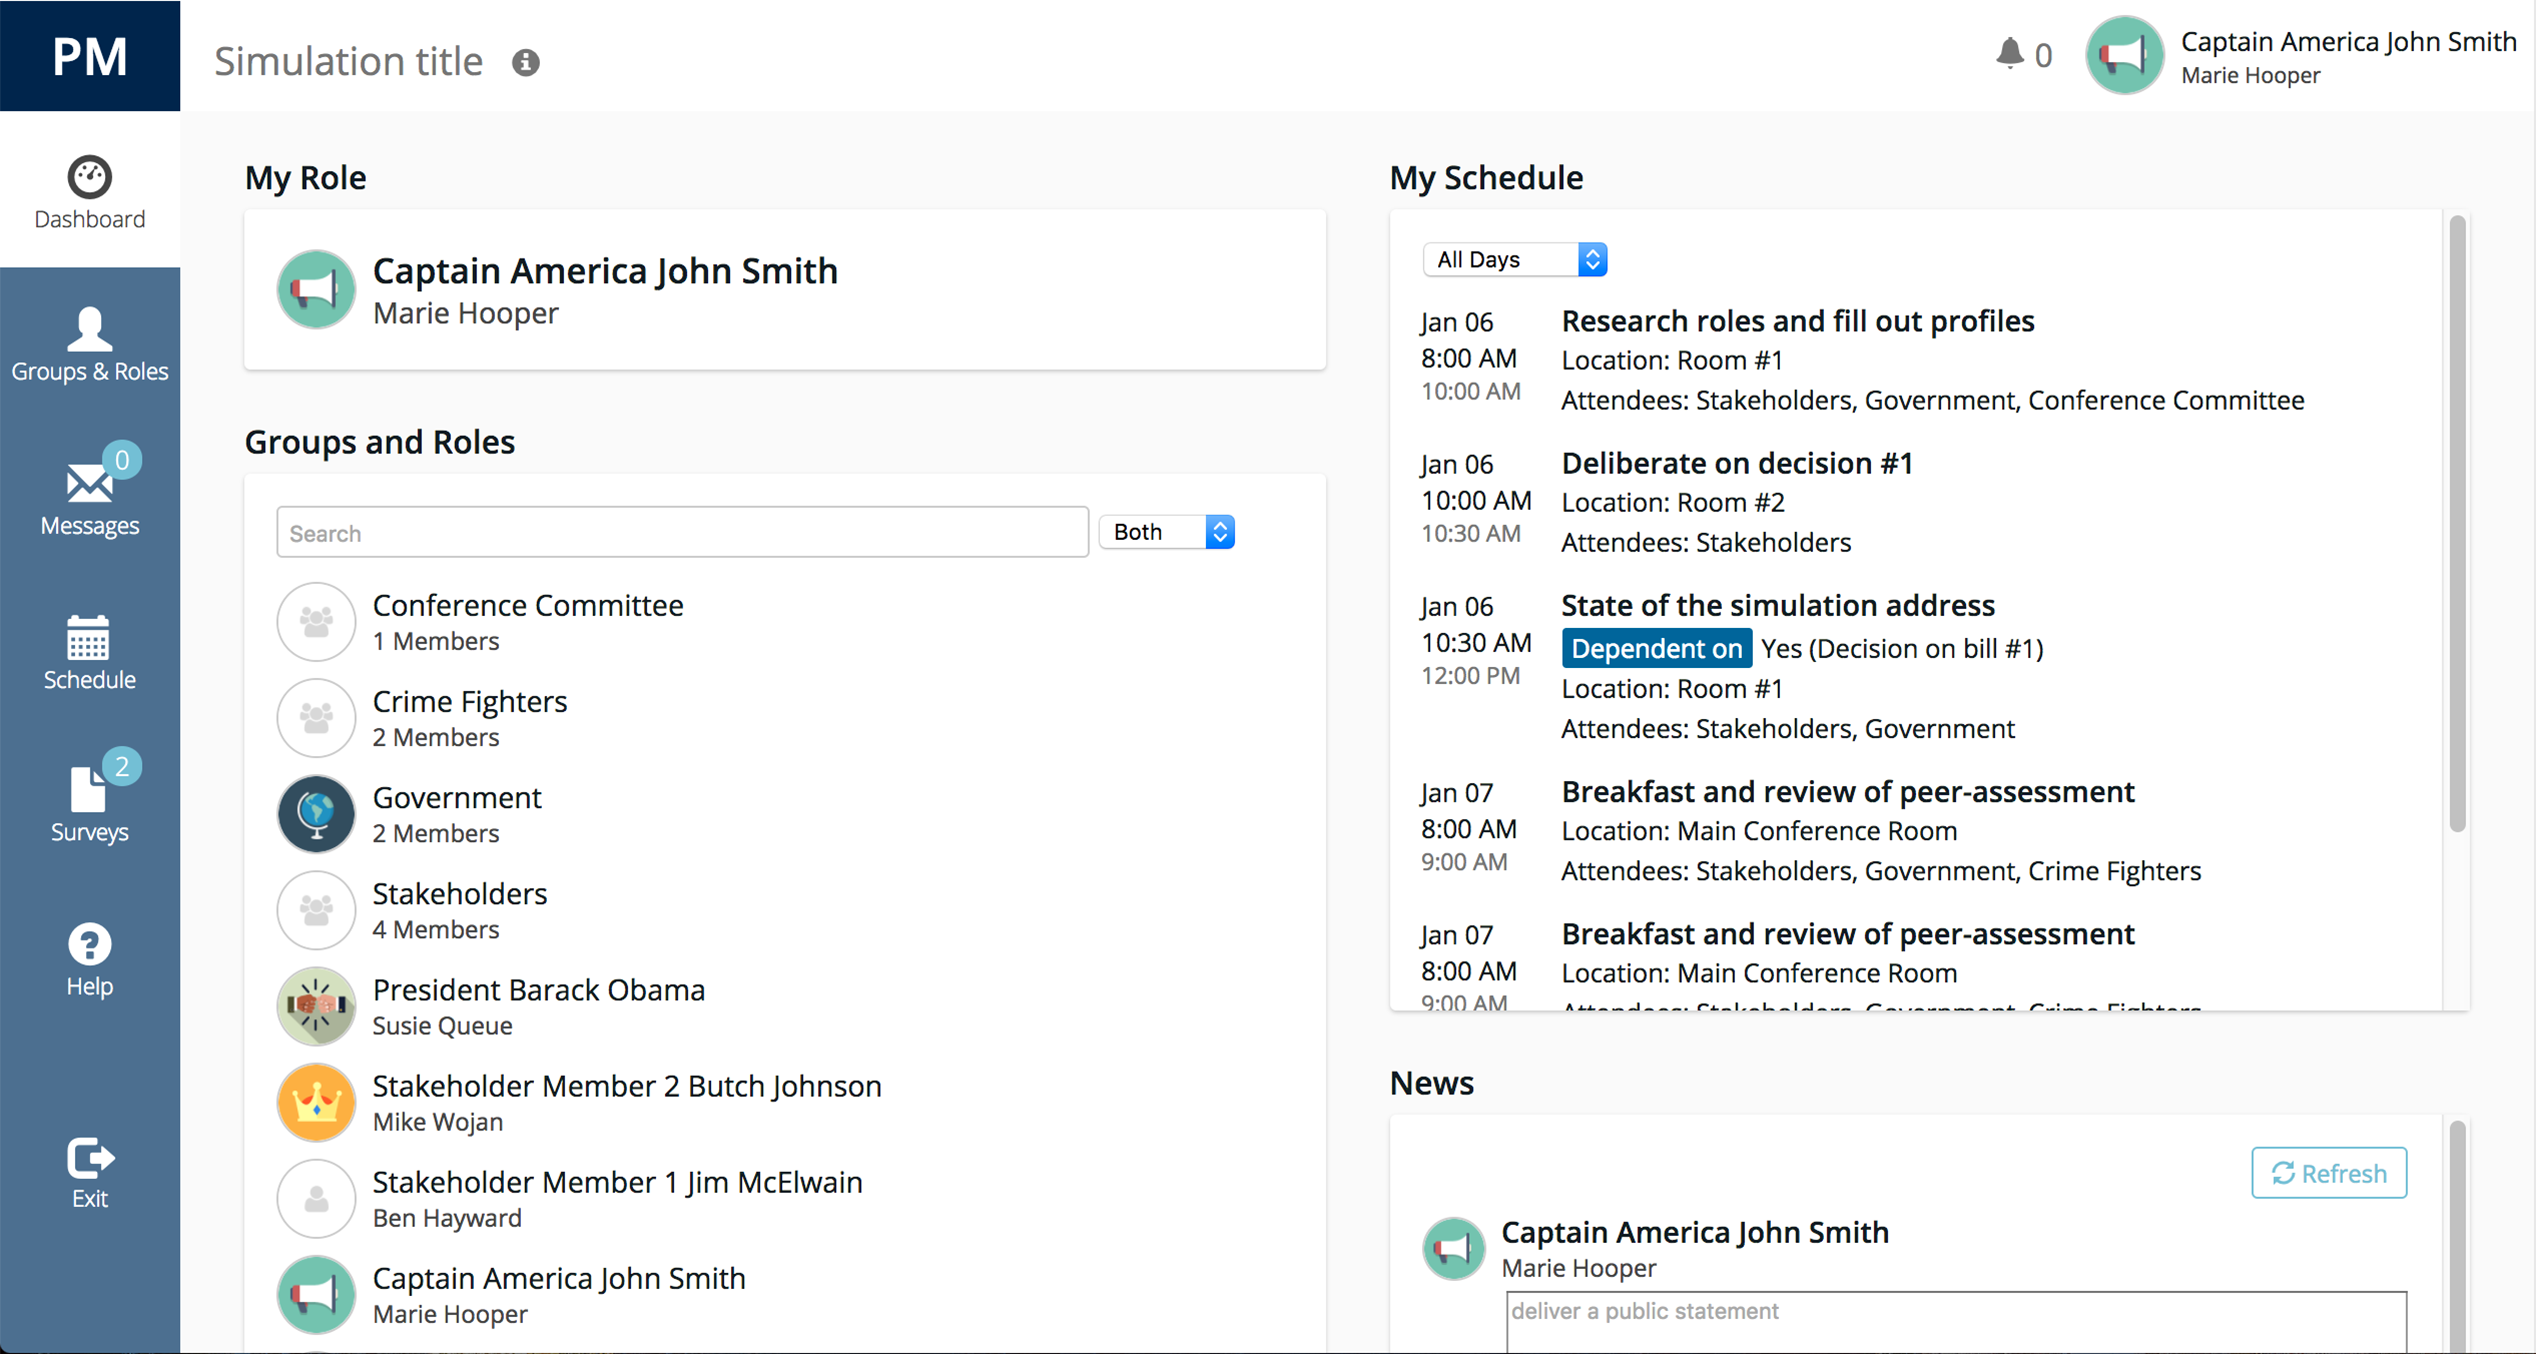 PM
Simulation title
0
Captain America John Smith
Marie Hooper
Dashboard
Groups & Roles
0
Messages
Schedule
2
Surveys
Help
Exit
My Role
Captain America John Smith
Marie Hooper
Groups and Roles
Search
Both
Conference Committee
1 Members
Crime Fighters
2 Members
Government
2 Members
Stakeholders
4 Members
President Barack Obama
Susie Queue
Stakeholder Member 2 Butch Johnson
Mike Wojan
Stakeholder Member 1 Jim McElwain
Ben Hayward
Captain America John Smith
Marie Hooper
My Schedule
All Days
Jan 06
8:00 AM
10:00 AM
Research roles and fill out profiles
Location: Room #1
Attendees: Stakeholders, Government, Conference Committee
Jan 06
10:00 AM
10:30 AM
Deliberate on decision #1
Location: Room #2
Attendees: Stakeholders
Jan 06
10:30 AM
12:00 PM
State of the simulation address
Dependent on Yes (Decision on bill #1)
Location: Room #1
Attendees: Stakeholders, Government
Jan 07
8:00 AM
9:00 AM
Breakfast and review of peer-assessment
Location: Main Conference Room
Attendees: Stakeholders, Government, Crime Fighters
Jan 07
8:00 AM
9:00 AM
Breakfast and review of peer-assessment
Location: Main Conference Room
Attendees: Stakeholders, Government, Crime Fighters
News
Refresh
Captain America John Smith
Marie Hooper
deliver a public statement